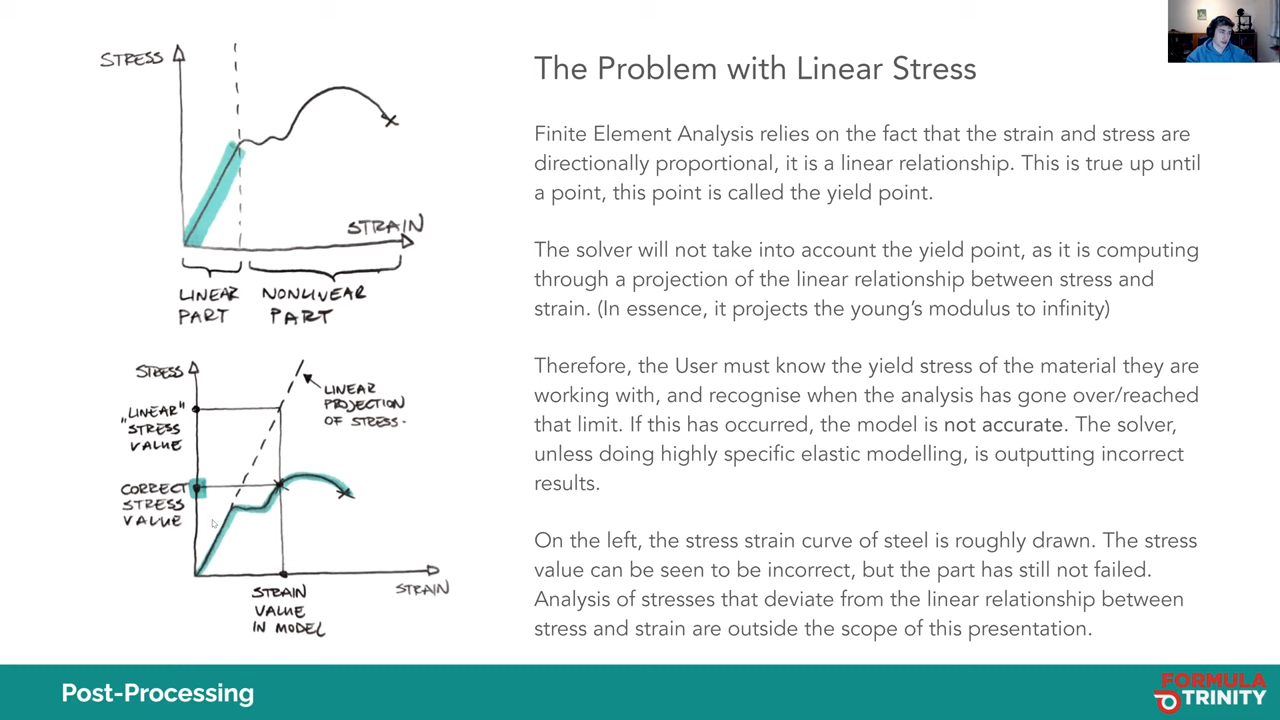 The Problem with Linear Stress
Finite Element Analysis relies on the fact that the strain and stress are
directionally proportional, it is a linear relationship. This is true up until
a point, this point is called the yield point.
The solver will not take into account the yield point, as it is computing
through a projection of the linear relationship between stress and
strain. (In essence, it projects the young's modulus to infinity)
Therefore, the User must know the yield stress of the material they are
working with, and recognise when the analysis has gone over/reached
that limit. If this has occurred, the model is not accurate. The solver,
unless doing highly specific elastic modelling, is outputting incorrect
results.
On the left, the stress strain curve of steel is roughly drawn. The stress
value can be seen to be incorrect, but the part has still not failed.
Analysis of stresses that deviate from the linear relationship between
stress and strain are outside the scope of this presentation.
STRESS
STRAIN
LINEAR
PART
NONLINEAR
PART
STRESS
LINEAR
PROJECTION
OF STRESS.
„LINEAR"
STRESS
VALUE
CORRECT
STRESS
VALUE
STRAIN
STRAIN
VALUE
IN MODEL
Post-Processing
FORMULA
TRINITY